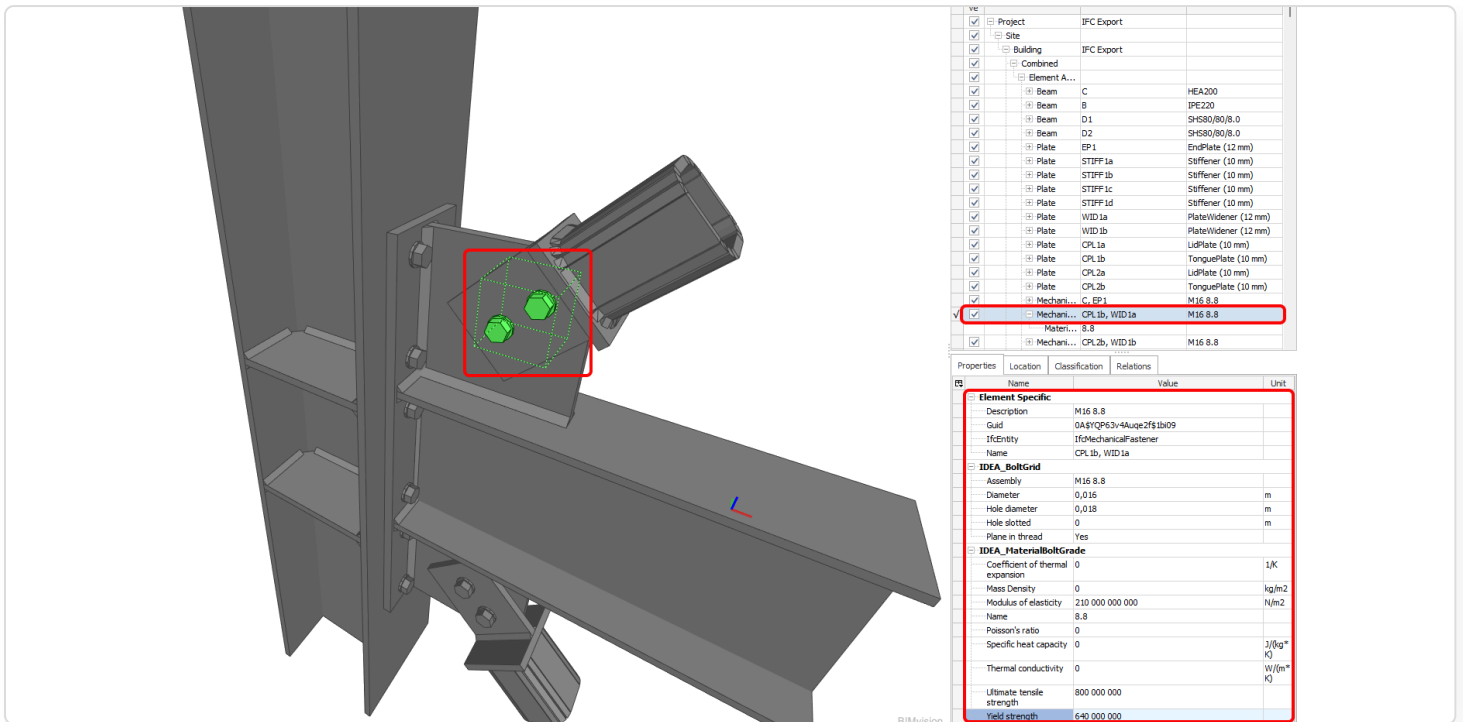 ve
Project IFC Export
Site
Building IFC Export
Combined
Element A...
Beam C HEA200
Beam B IPE220
Beam D1 SHS80/80/8.0
Beam D2 SHS80/80/8.0
Plate EP1 EndPlate (12 mm)
Plate STIFF1a Stiffener (10 mm)
Plate STIFF1b Stiffener (10 mm)
Plate STIFF1c Stiffener (10 mm)
Plate STIFF1d Stiffener (10 mm)
Plate WID1a PlateWidener (12 mm)
Plate WID1b PlateWidener (12 mm)
Plate CPL1a LidPlate (10 mm)
Plate CPL1b TonguePlate (10 mm)
Plate CPL2a LidPlate (10 mm)
Plate CPL2b TonguePlate (10 mm)
Mechani... C, EP1 M16 8.8
Mechani... CPL1b, WID1a M16 8.8
Materi... 8.8
Mechani... CPL2b, WID1b M16 8.8
Properties Location Classification Relations
Name Value Unit
Element Specific
Description M16 8.8
Guid 0A$YQP63v4Auqe2f$1bi09
IfcEntity IfcMechanicalFastener
Name CPL1b, WID1a
IDEA_BoltGrid
Assembly M16 8.8
Diameter 0,016 m
Hole diameter 0,018 m
Hole slotted 0 m
Plane in thread Yes
IDEA_MaterialBoltGrade
Coefficient of thermal 0 1/K
expansion
Mass Density 0 kg/m2
Modulus of elasticity 210 000 000 000 N/m2
Name 8.8
Poisson's ratio 0
Specific heat capacity 0 J/(kg*
K)
Thermal conductivity 0 W/(m*
K)
Ultimate tensile 800 000 000
strength
Yield strength 640 000 000
BIMvision